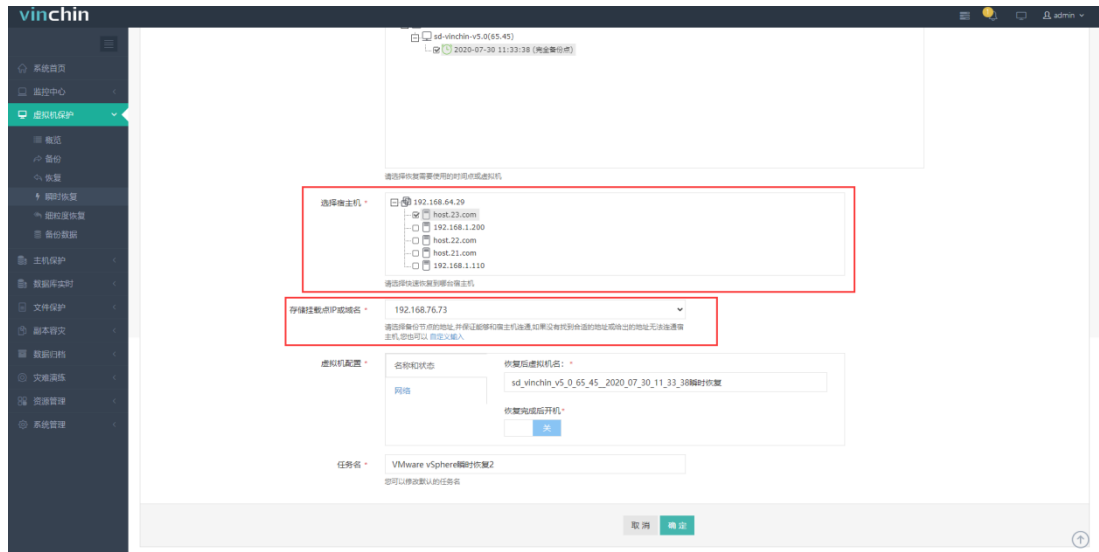 vinchin
admin
sd-vinchin-v5.0(65.45)
2020-07-30 11:33:38 (完全备份点)
系统首页
监控中心
虚拟机保护
概览
备份
恢复
瞬时恢复
细粒度恢复
备份数据
主机保护
数据库实时
文件保护
副本容灾
数据归档
灾难演练
资源管理
系统管理
请选择恢复需要使用的时间点或虚拟机
选择宿主机 *
192.168.64.29
host.23.com
192.168.1.200
host.22.com
host.21.com
192.168.1.110
请选择快速恢复到哪台宿主机
存储挂载点IP或域名 *
192.168.76.73
请选择备份节点的地址,并保证能够和宿主机连通,如果没有找到合适的地址或给出的地址无法连通宿
主机,您也可以 自定义输入
虚拟机配置 *
名称和状态
网络
恢复后虚拟机名: *
sd_vinchin_v5_0_65_45__2020_07_30_11_33_38瞬时恢复
恢复完成后开机*
关
任务名 *
VMware vSphere瞬时恢复2
您可以修改默认的任务名
取消
确定